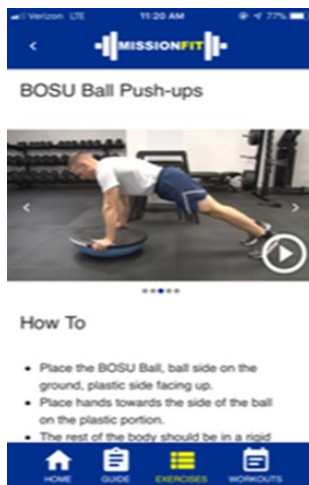 Verizon LTE 11:20 AM 77%
MISSIONFIT
BOSU Ball Push-ups
How To
• Place the BOSU Ball, ball side on the
ground, plastic side facing up.
• Place hands towards the side of the ball
on the plastic portion.
• The rest of the body should be in a rigid
HOME GUIDE EXERCISES WORKOUTS